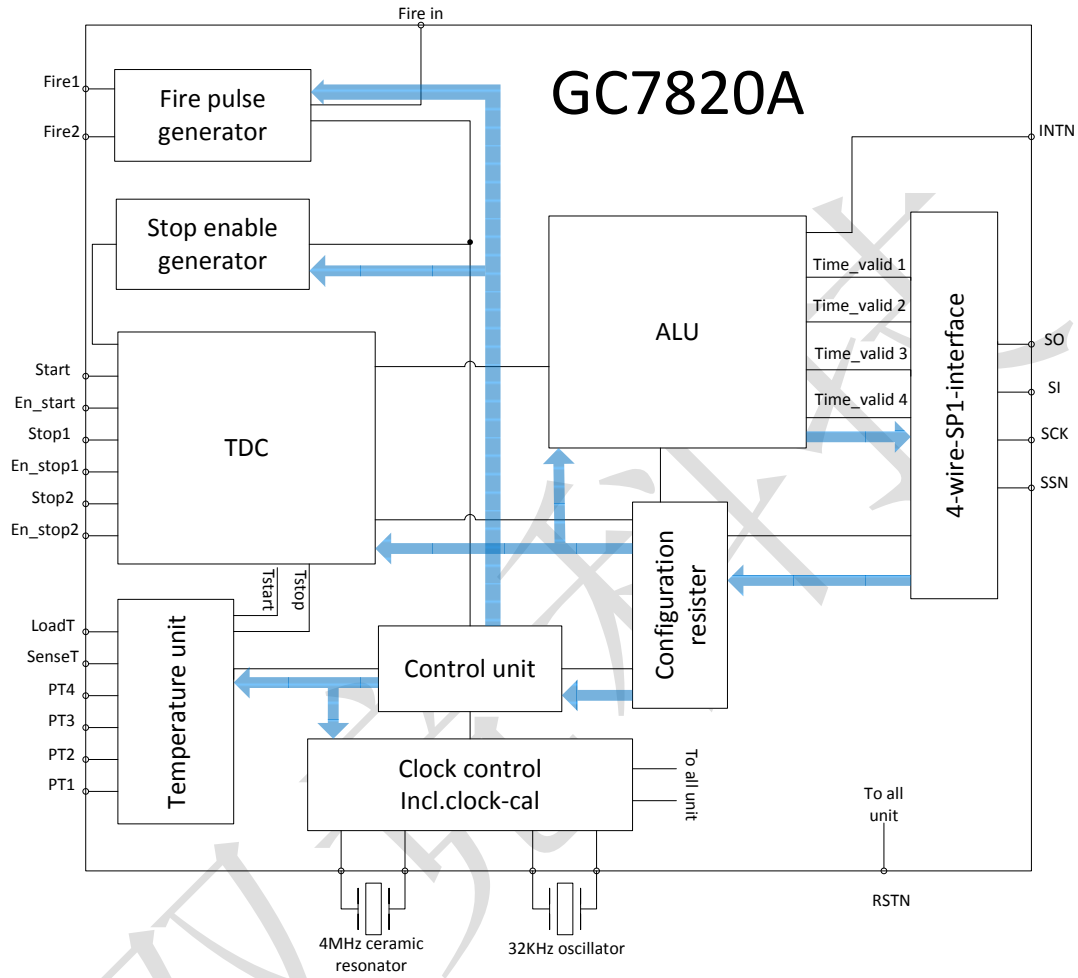 Fire in
GC7820A
Fire1
Fire2
Fire pulse
generator
INTN
Stop enable
generator
Time_valid 1
Time_valid 2
Time_valid 3
Time_valid 4
ALU
4-wire-SP1-interface
SO
SI
SCK
SSN
Start
En_start
Stop1
En_stop1
Stop2
En_stop2
TDC
Tstart
Tstop
Configuration
resister
LoadT
SenseT
PT4
PT3
PT2
PT1
Temperature unit
Control unit
Clock control
Incl.clock-cal
To all
unit
To all
unit
RSTN
4MHz ceramic
resonator
32KHz oscillator